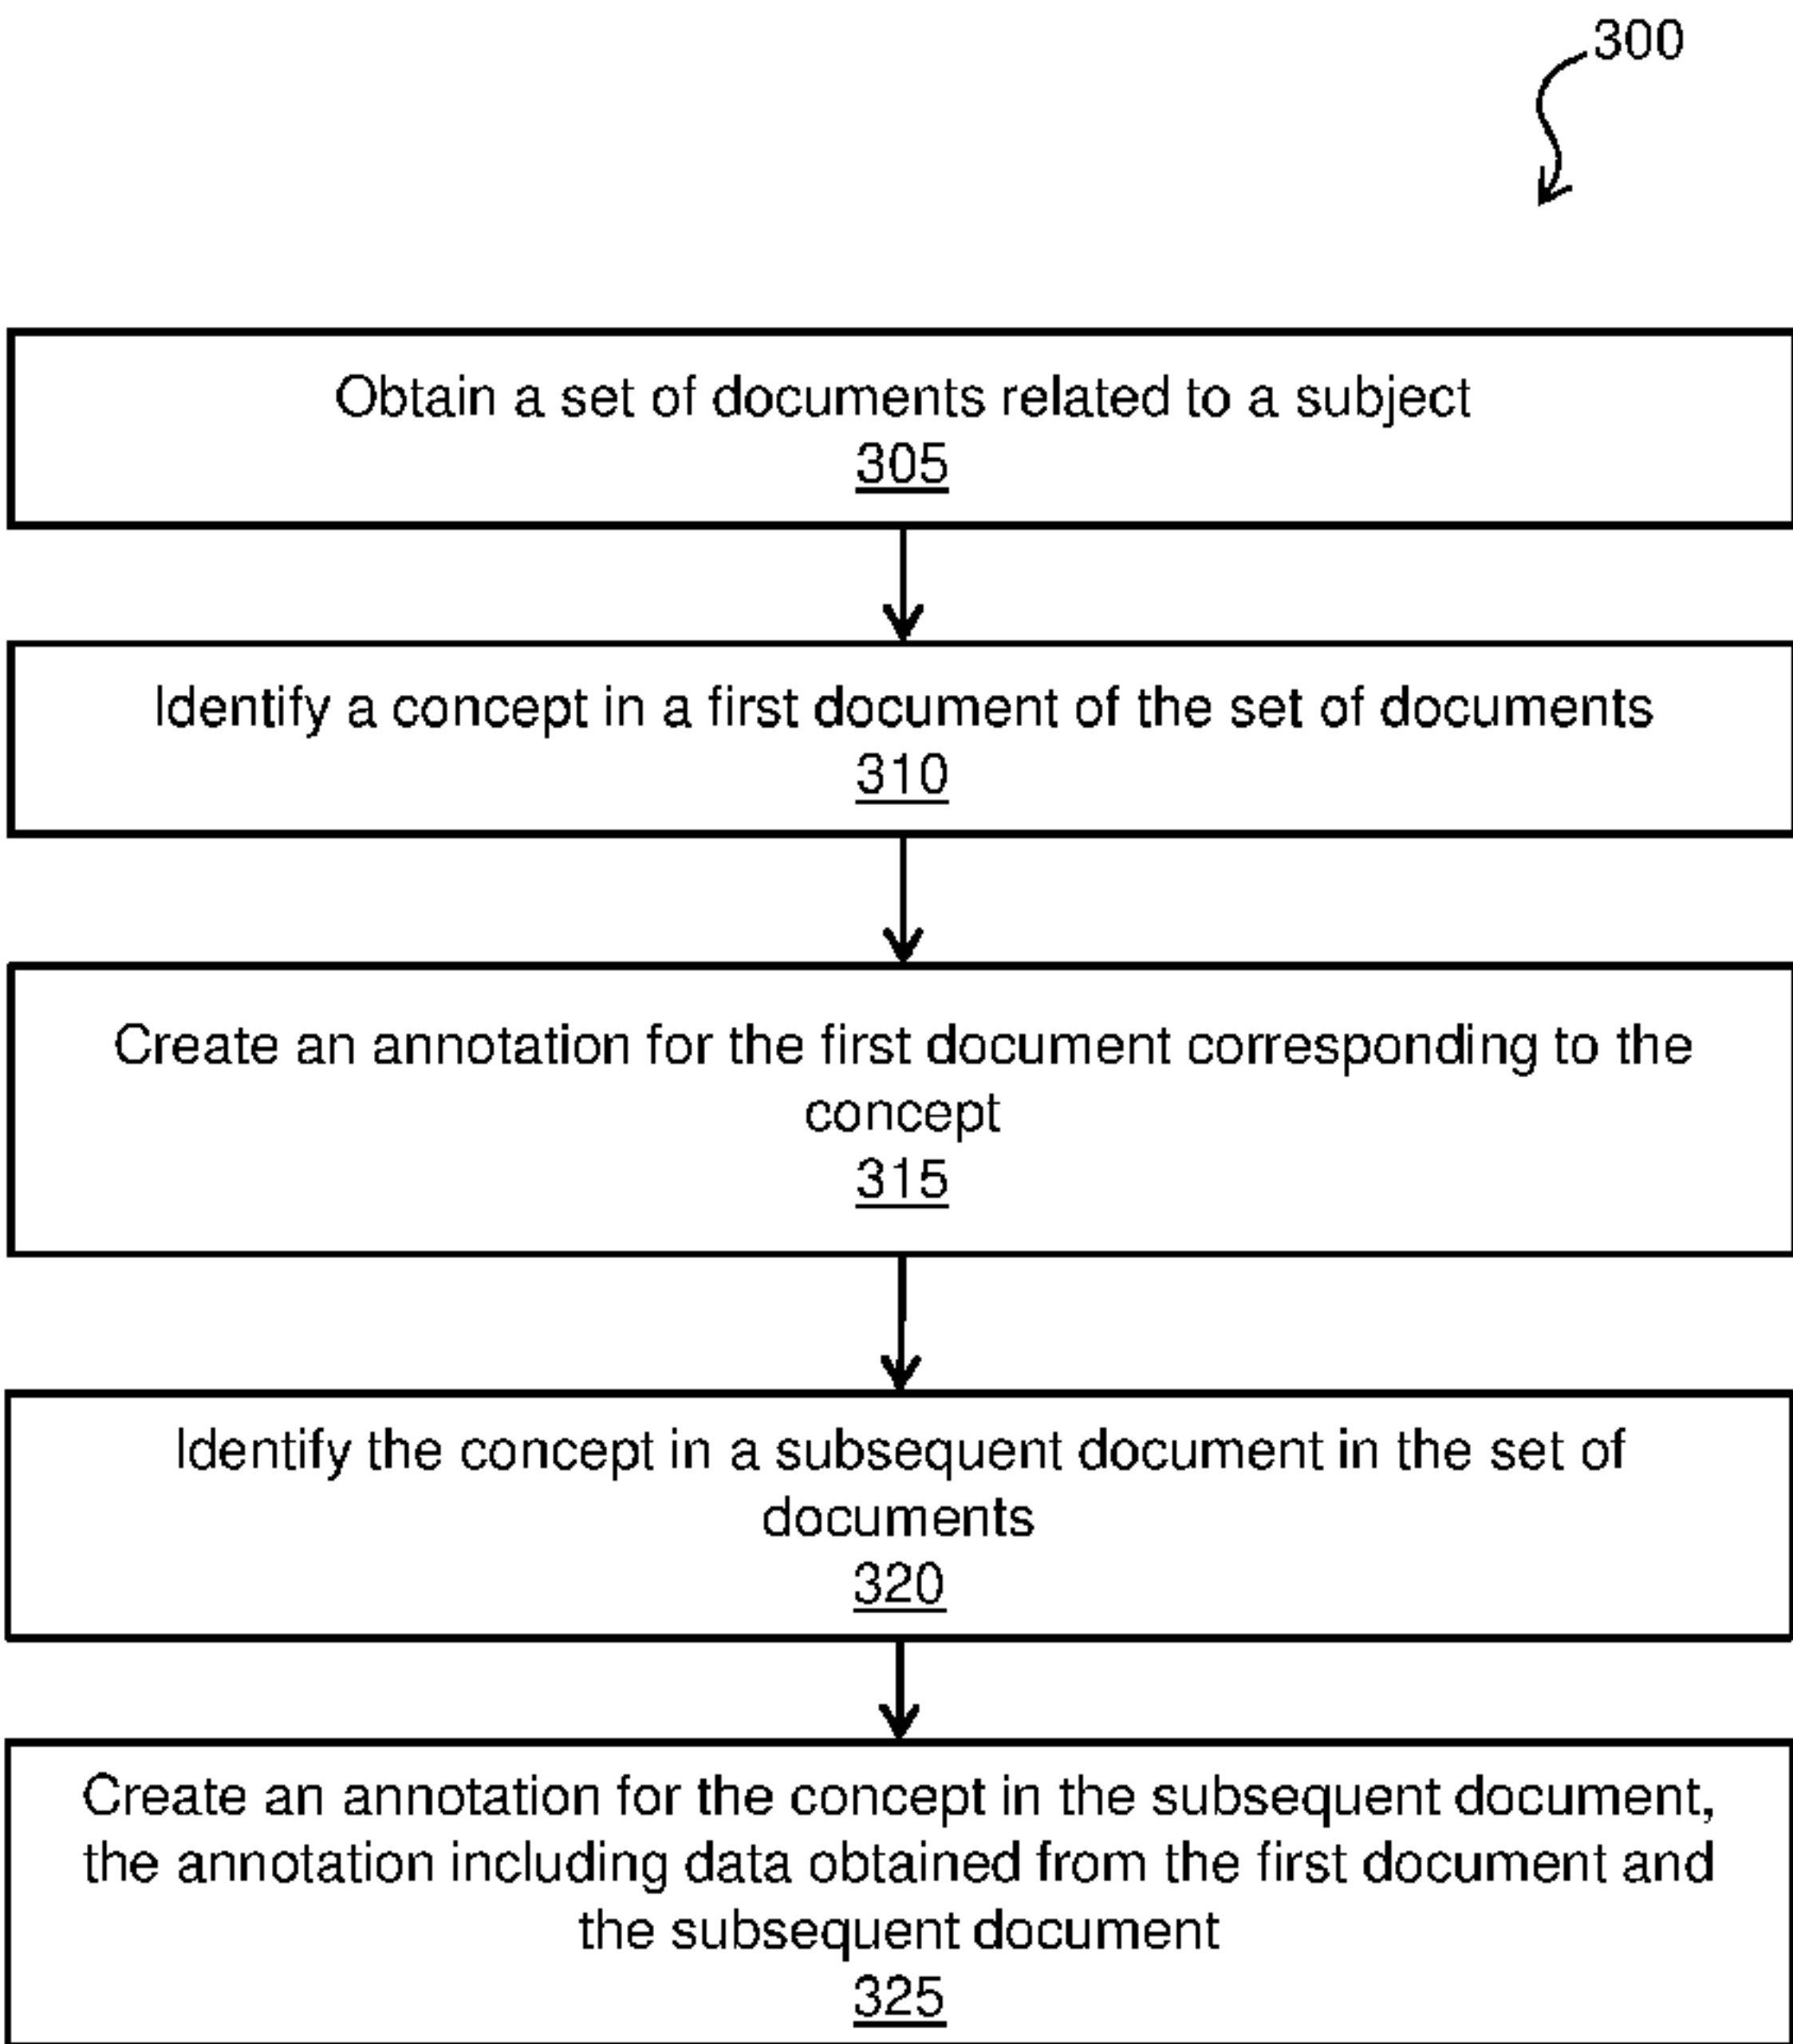 300
Obtain a set of documents related to a subject
305
Identify a concept in a first document of the set of documents
310
Create an annotation for the first document corresponding to the
concept
315
Identify the concept in a subsequent document in the set of
documents
320
Create an annotation for the concept in the subsequent document,
the annotation including data obtained from the first document and
the subsequent document
325